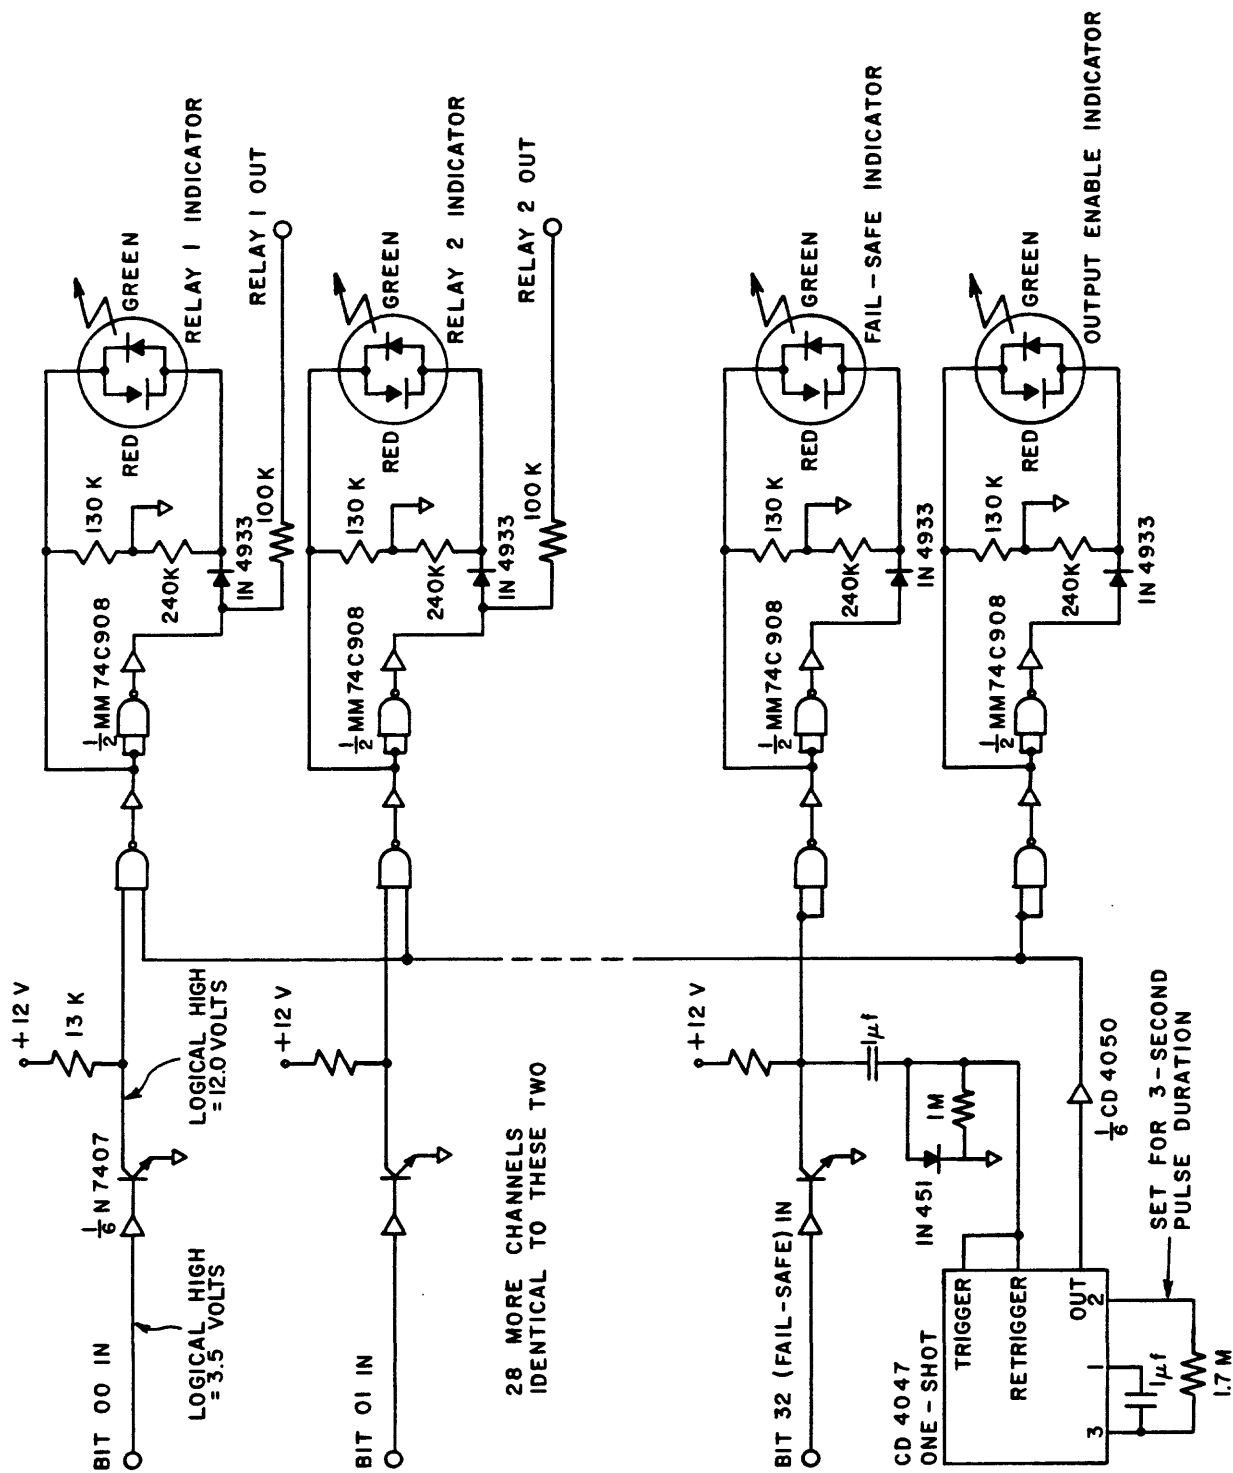 BIT 00 IN
LOGICAL HIGH
= 3.5 VOLTS
1/6 N 7407
+12 V
13 K
LOGICAL HIGH
= 12.0 VOLTS
1/2 MM74C908
130 K
240K
IN 4933
100 K
RED
GREEN
RELAY 1 INDICATOR
RELAY 1 OUT
BIT 01 IN
+12 V
1/2 MM74C908
130 K
240K
IN 4933
100 K
RED
GREEN
RELAY 2 INDICATOR
RELAY 2 OUT
28 MORE CHANNELS
IDENTICAL TO THESE TWO
BIT 32 (FAIL-SAFE) IN
+12 V
1μf
1M
IN 451
1/2 MM74C908
130 K
240K
IN 4933
RED
GREEN
FAIL-SAFE INDICATOR
CD 4047
ONE-SHOT
TRIGGER
RETRIGGER
OUT
3
1
2
1μf
1.7 M
SET FOR 3-SECOND
PULSE DURATION
1/6 CD 4050
1/2 MM74C908
130 K
240K
IN 4933
RED
GREEN
OUTPUT ENABLE INDICATOR